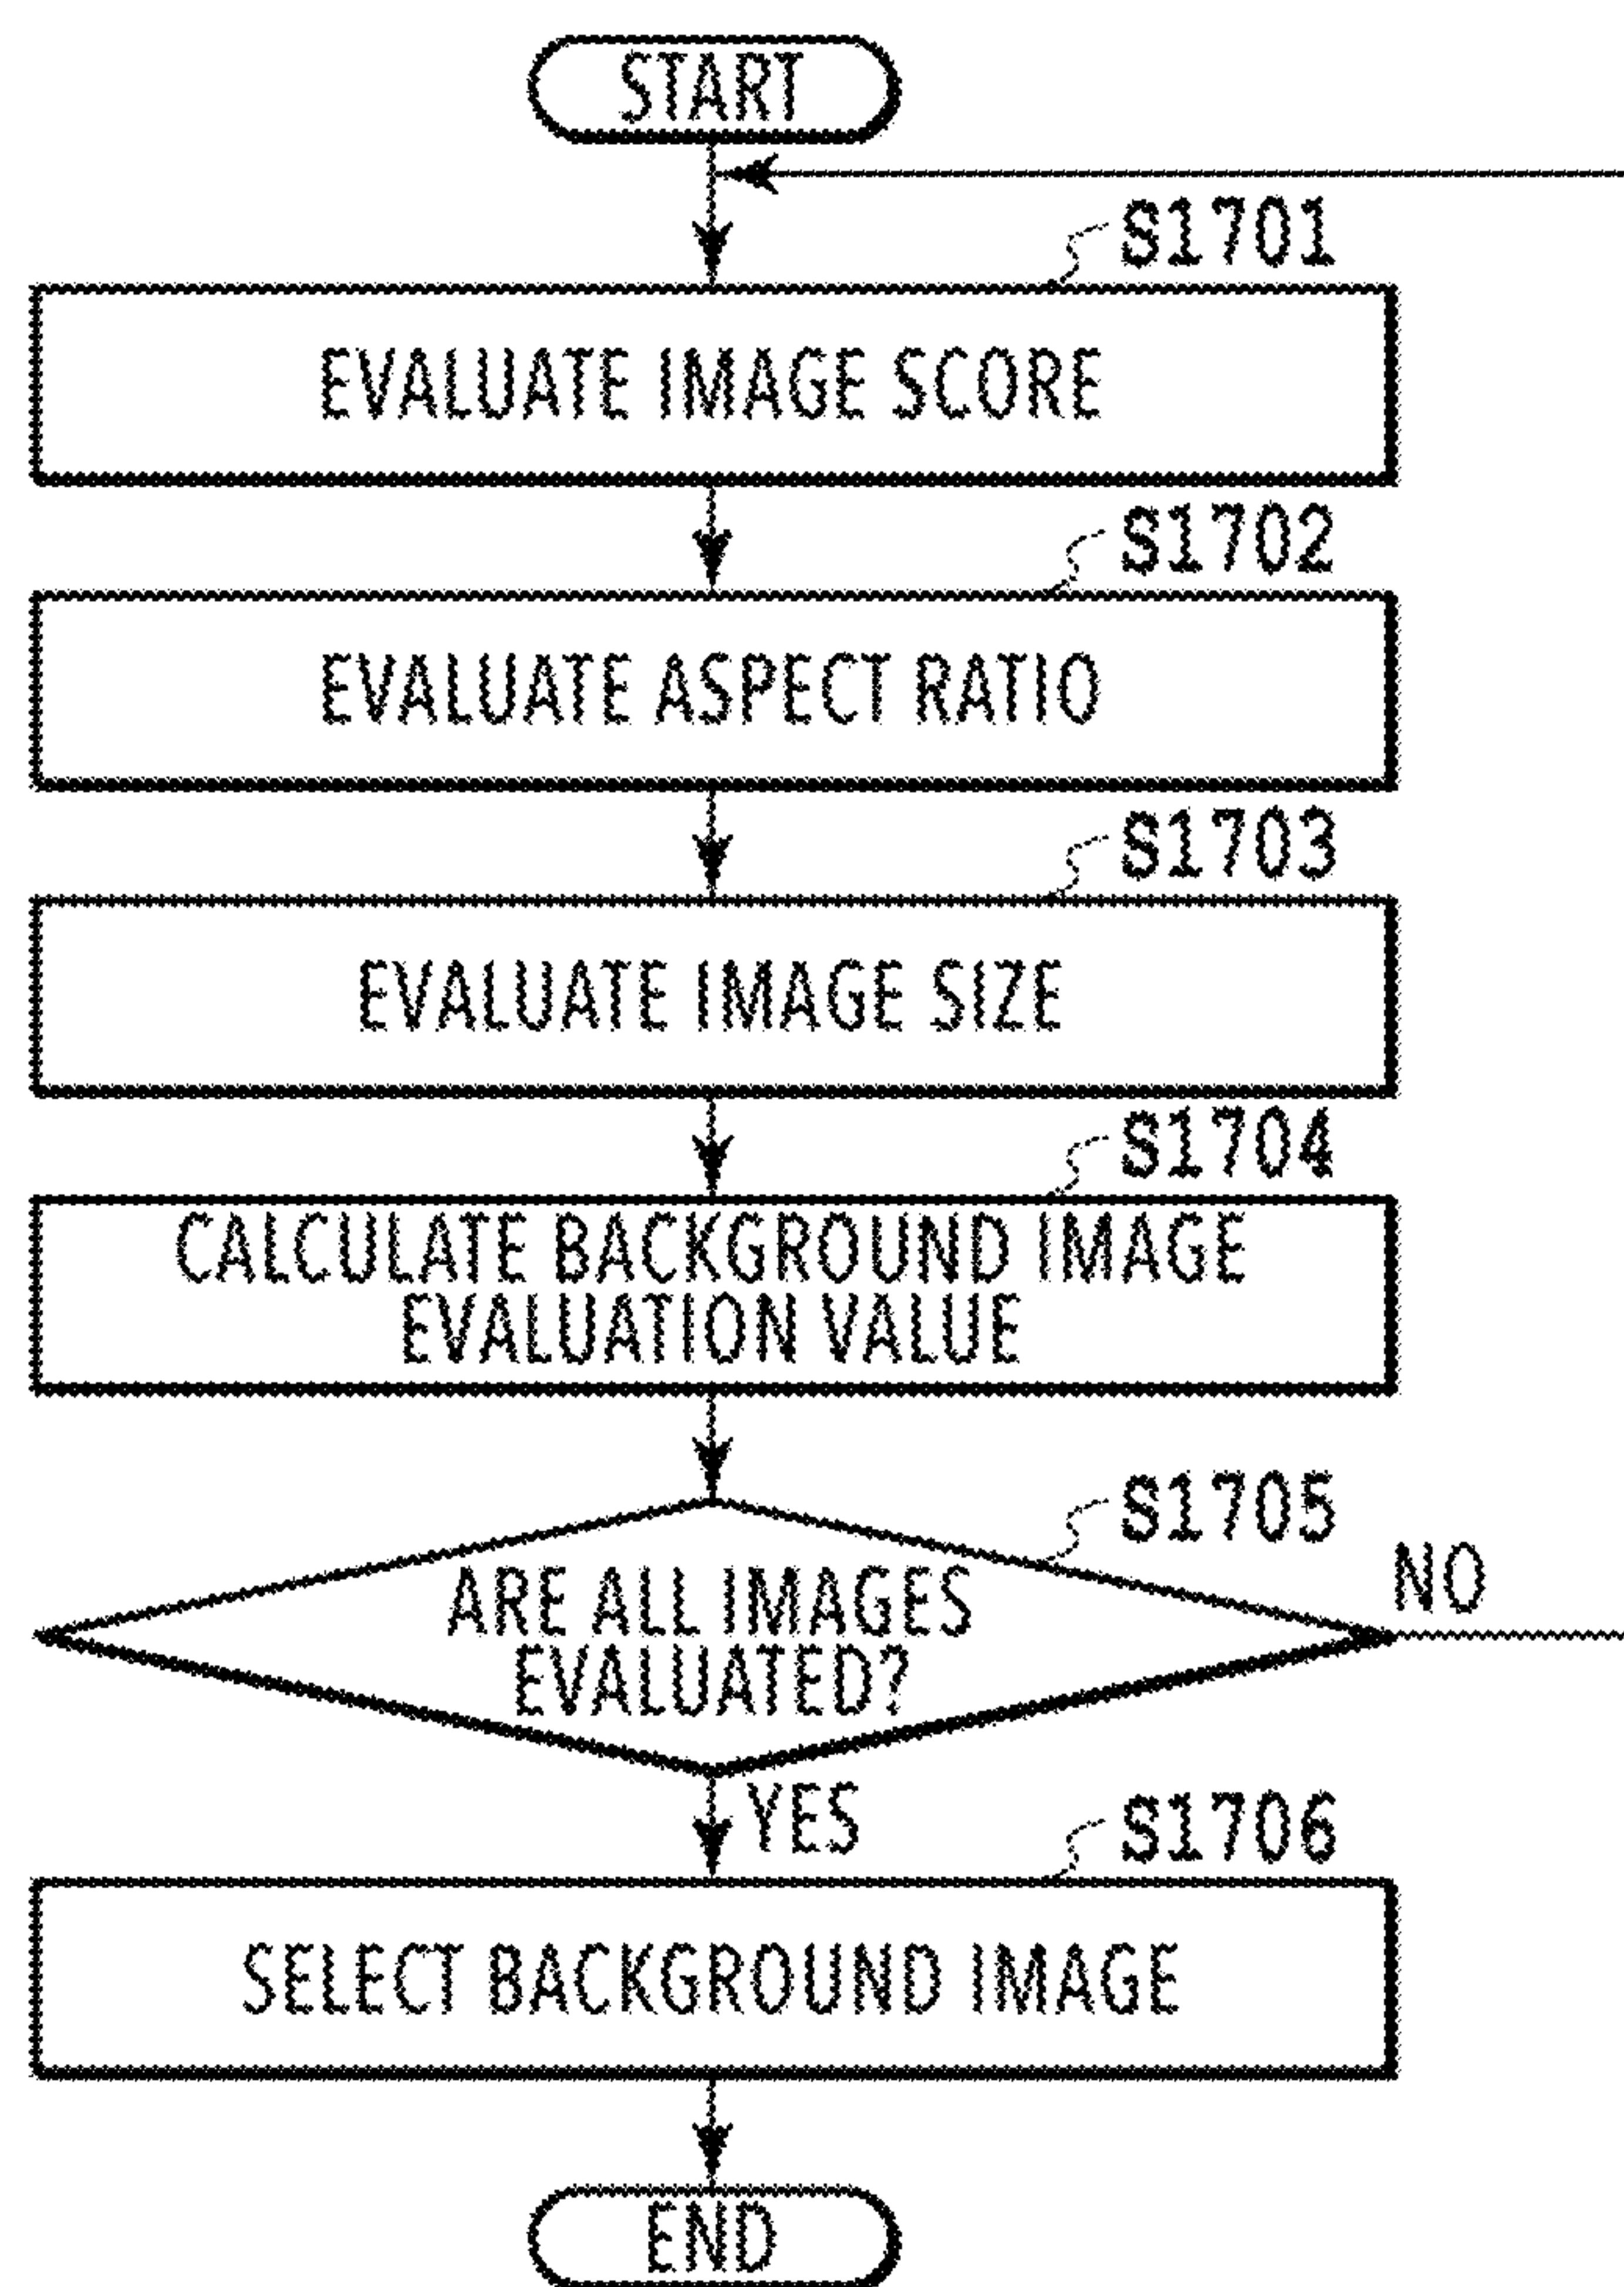 START
S1701
EVALUATE IMAGE SCORE
S1702
EVALUATE ASPECT RATIO
S1703
EVALUATE IMAGE SIZE
S1704
CALCULATE BACKGROUND IMAGE
EVALUATION VALUE
S1705
NO
ARE ALL IMAGES
EVALUATED?
YES
S1706
SELECT BACKGROUND IMAGE
END